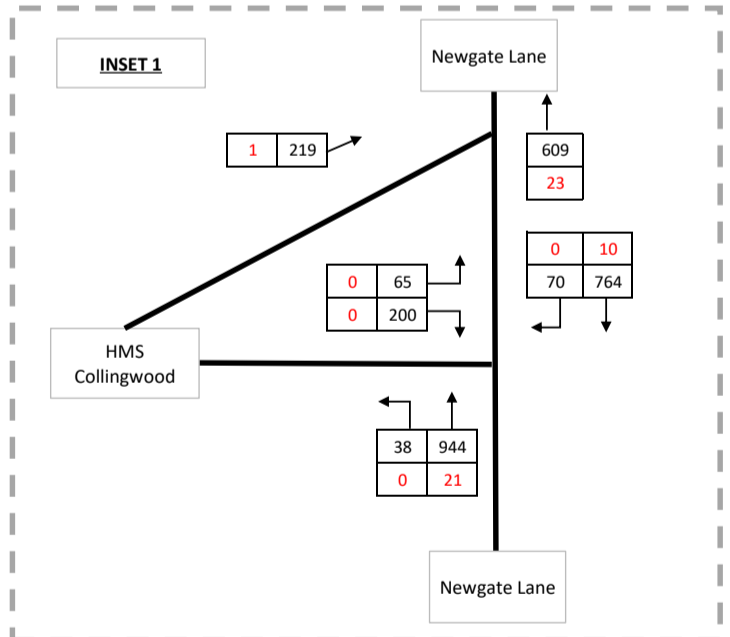 INSET 1
Newgate Lane
1 219
609
23
0 10
70 764
0 65
0 200
HMS
Collingwood
38 944
0 21
Newgate Lane